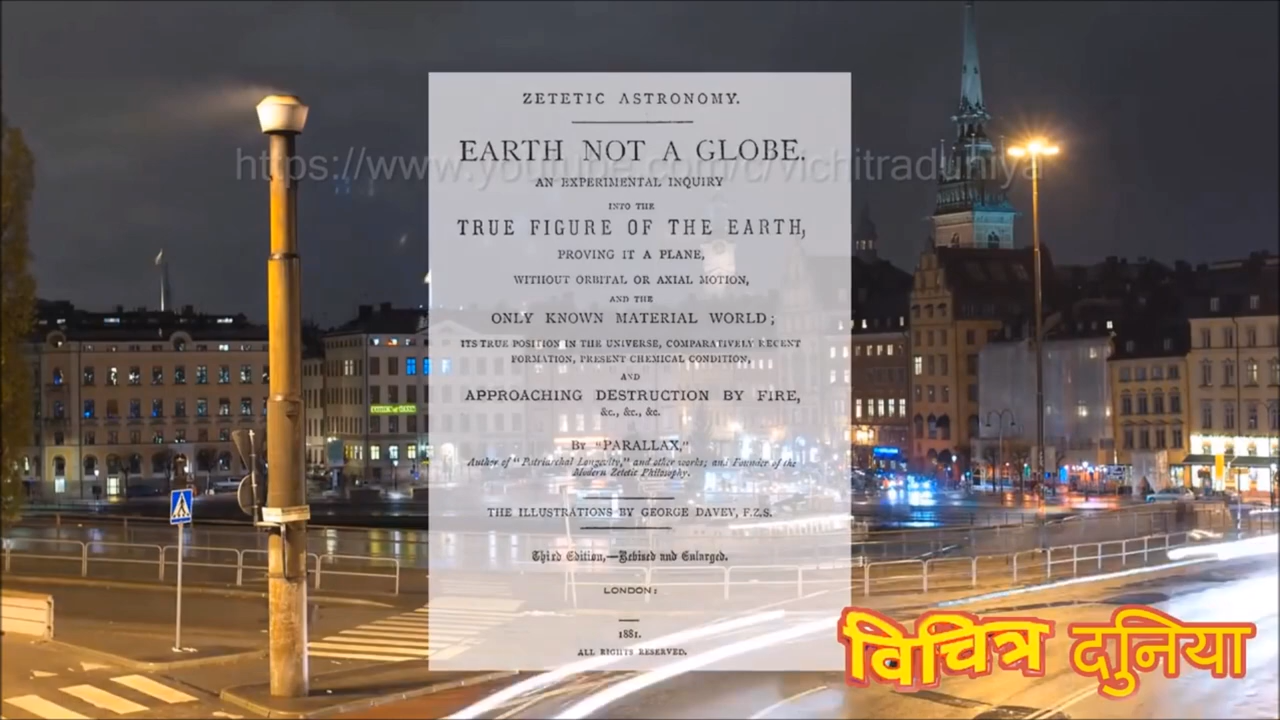 ZETETIC ASTRONOMY.
EARTH NOT A GLOBE.
https://www.youtube.com/c/vichitraduniya
AN EXPERIMENTAL INQUIRY
INTO THE
TRUE FIGURE OF THE EARTH,
PROVING IT A PLANE,
WITHOUT ORBITAL OR AXIAL MOTION,
AND THE
ONLY KNOWN MATERIAL WORLD;
ITS TRUE POSITION IN THE UNIVERSE, COMPARATIVELY RECENT
FORMATION, PRESENT CHEMICAL CONDITION,
AND
APPROACHING DESTRUCTION BY FIRE,
&c., &c., &c.
BY "PARALLAX,"
Author of "Patriarchal Longevity," and other works; and Founder of the
Modern Zetetic Philosophy.
THE ILLUSTRATIONS BY GEORGE DAVEY, F.Z.S.
Third Edition,—Revised and Enlarged.
LONDON:
1881.
ALL RIGHTS RESERVED.
विचित्र दुनिया